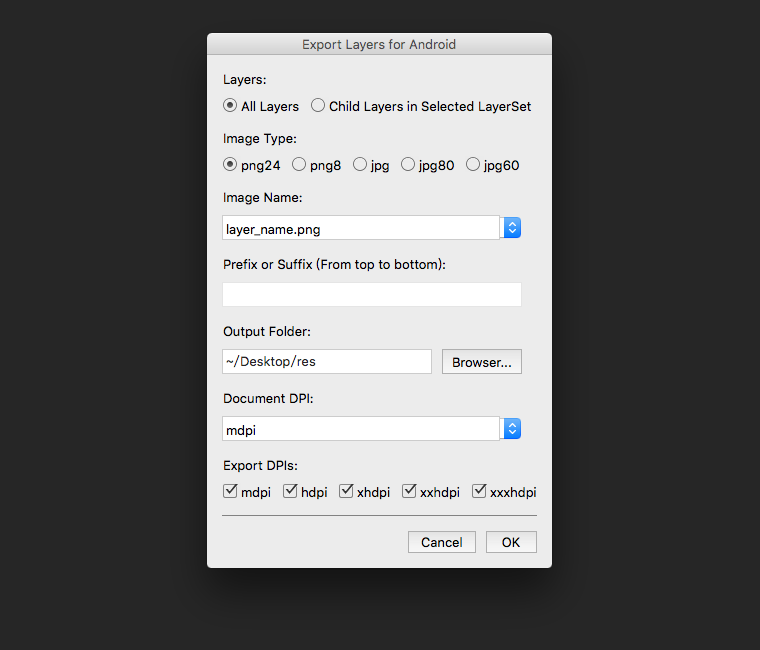 Export Layers for Android
Layers:
All Layers Child Layers in Selected LayerSet
Image Type:
png24 png8 jpg jpg80 jpg60
Image Name:
layer_name.png
Prefix or Suffix (From top to bottom):
Output Folder:
~/Desktop/res Browser...
Document DPI:
mdpi
Export DPIs:
mdpi hdpi xhdpi xxhdpi xxxhdpi
Cancel OK